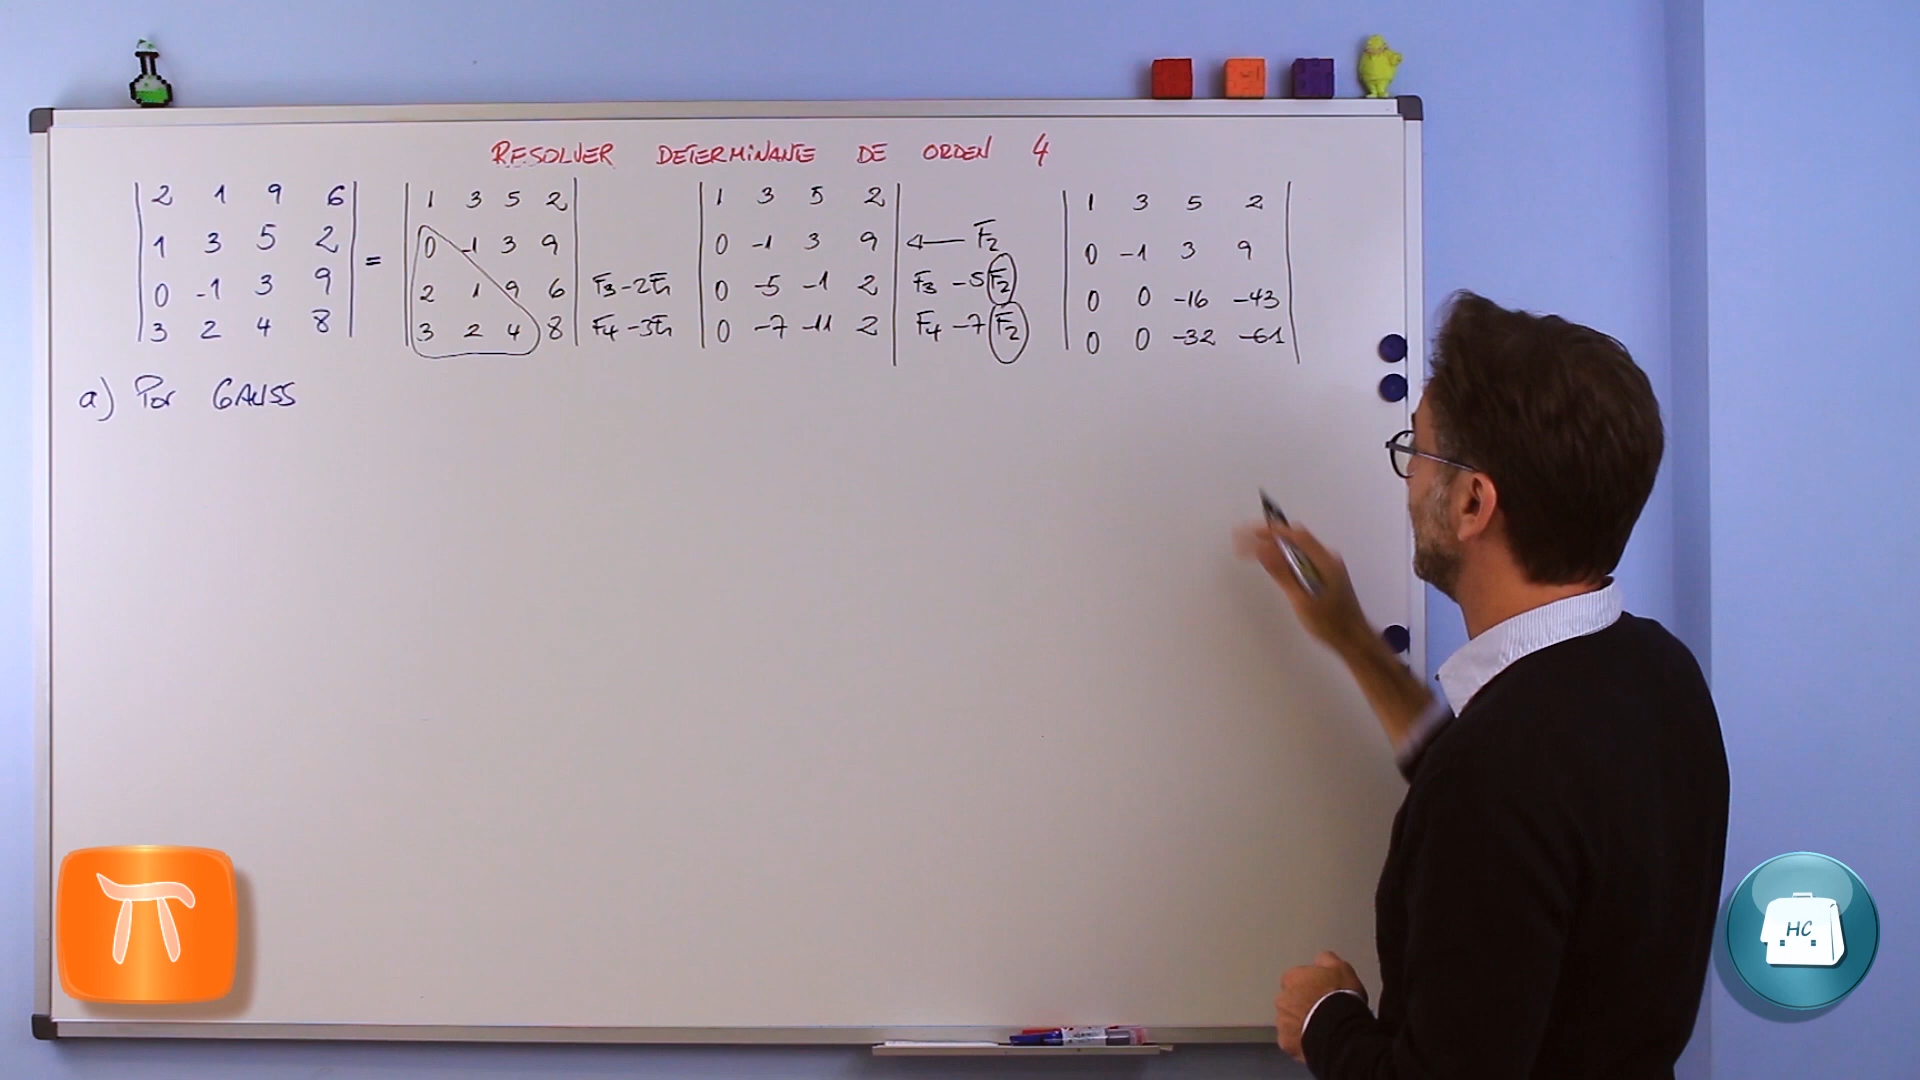 RESOLVER DETERMINANTE DE ORDEN 4
2 1 9 6 1 3 5 2 1 3 5 2 1 3 5 2
1 3 5 2 = 0 -1 3 9 0 -1 3 9 ← F2 0 -1 3 9
0 -1 3 9 2 1 9 6 F3-2F1 0 -5 -1 2 F3 -5F2 0 0 -16 -43
3 2 4 8 3 2 4 8 F4-3F1 0 -7 -11 2 F4 -7F2 0 0 -32 -61
a) Por GAUSS
π
HC